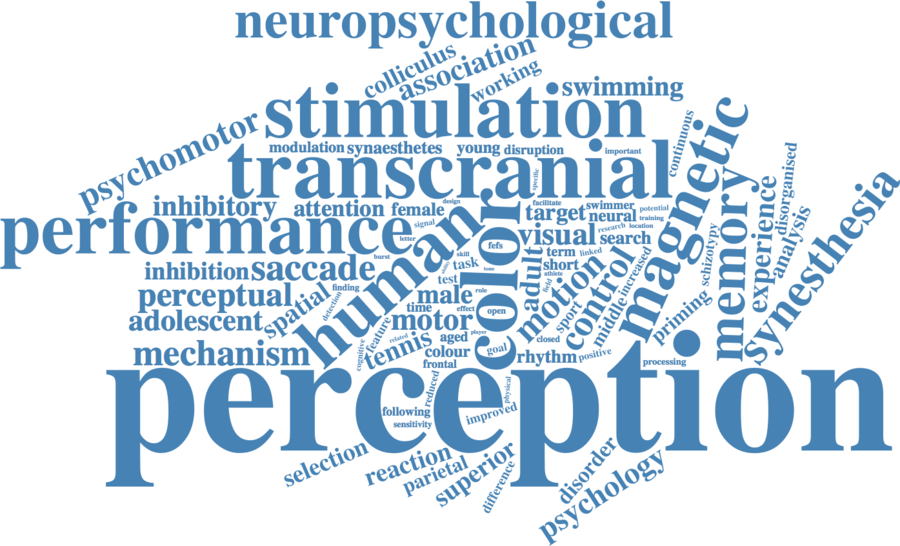 neuropsychological
colliculus
association
working
swimming
stimulation
psychomotor
modulation
synaesthetes
young
disruption
important
continuous
transcranial
magnetic
specific
inhibitory
attention
female
design
facilitate
swimmer
potential
target
neural
training
memory
experience
disorganised
performance
signal
human
color
visual
search
research
location
letter
fefs
adult
term
linked
analysis
synesthesia
inhibition
saccade
burst
skill
ability
task
tone
short
athlete
motion
control
increased
schizotypy
perceptual
finding
test
field
male
role
sport
middle
priming
spatial
detection
time
effect
open
adolescent
feature
motor
related
player
tennis
aged
closed
mechanism
cognitive
colour
goal
rhythm
positive
processing
frontal
perception
reduced
physical
following
improved
sensitivity
selection
reaction
parietal
superior
difference
disorder
psychology